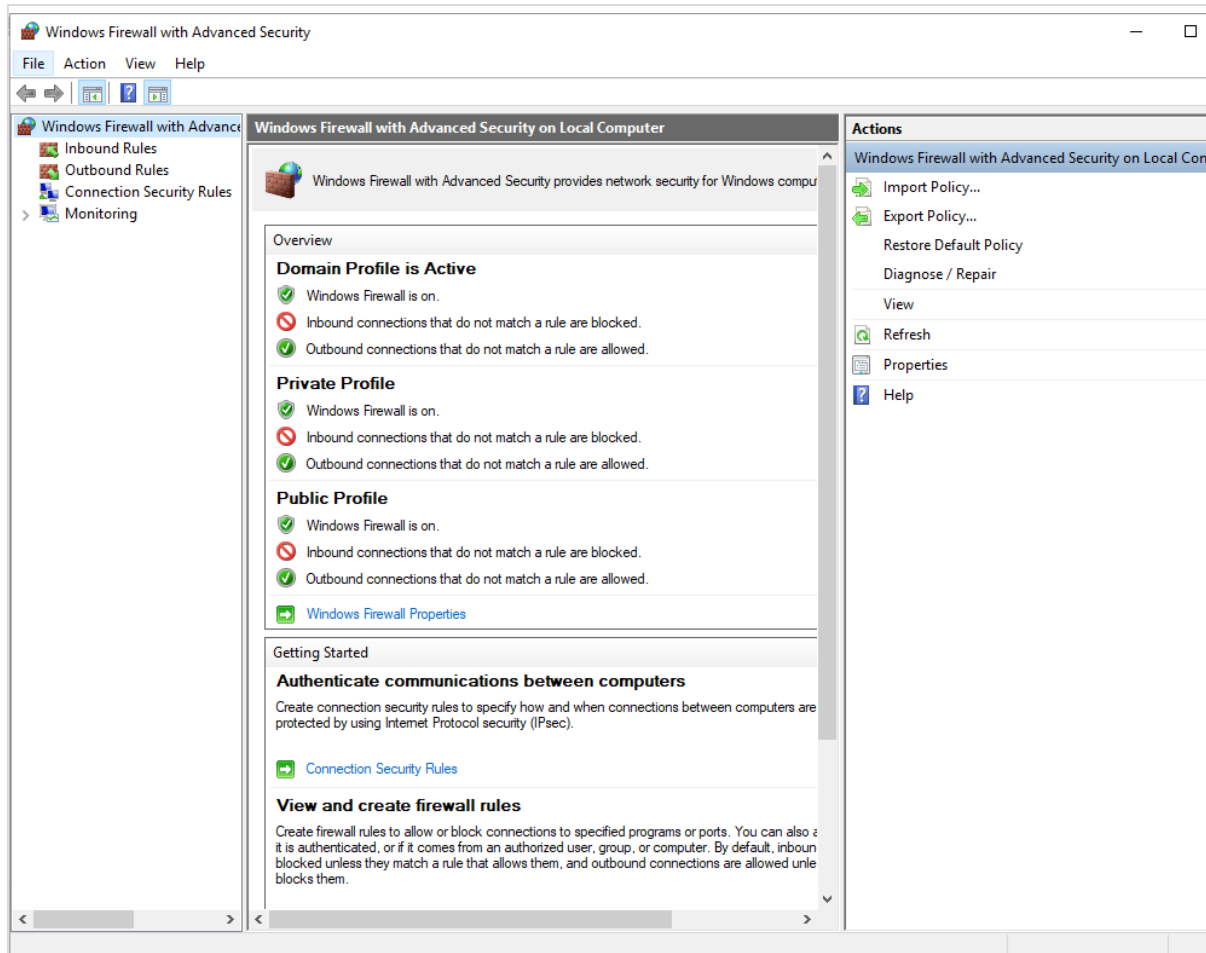 Windows Firewall with Advanced Security
File Action View Help
Windows Firewall with Advance
Inbound Rules
Outbound Rules
Connection Security Rules
Monitoring
Windows Firewall with Advanced Security on Local Computer
Windows Firewall with Advanced Security provides network security for Windows compu
Overview
Domain Profile is Active
Windows Firewall is on.
Inbound connections that do not match a rule are blocked.
Outbound connections that do not match a rule are allowed.
Private Profile
Windows Firewall is on.
Inbound connections that do not match a rule are blocked.
Outbound connections that do not match a rule are allowed.
Public Profile
Windows Firewall is on.
Inbound connections that do not match a rule are blocked.
Outbound connections that do not match a rule are allowed.
Windows Firewall Properties
Getting Started
Authenticate communications between computers
Create connection security rules to specify how and when connections between computers are
protected by using Internet Protocol security (IPsec).
Connection Security Rules
View and create firewall rules
Create firewall rules to allow or block connections to specified programs or ports. You can also a
it is authenticated, or if it comes from an authorized user, group, or computer. By default, inboun
blocked unless they match a rule that allows them, and outbound connections are allowed unle
blocks them.
Actions
Windows Firewall with Advanced Security on Local Con
Import Policy...
Export Policy...
Restore Default Policy
Diagnose / Repair
View
Refresh
Properties
Help